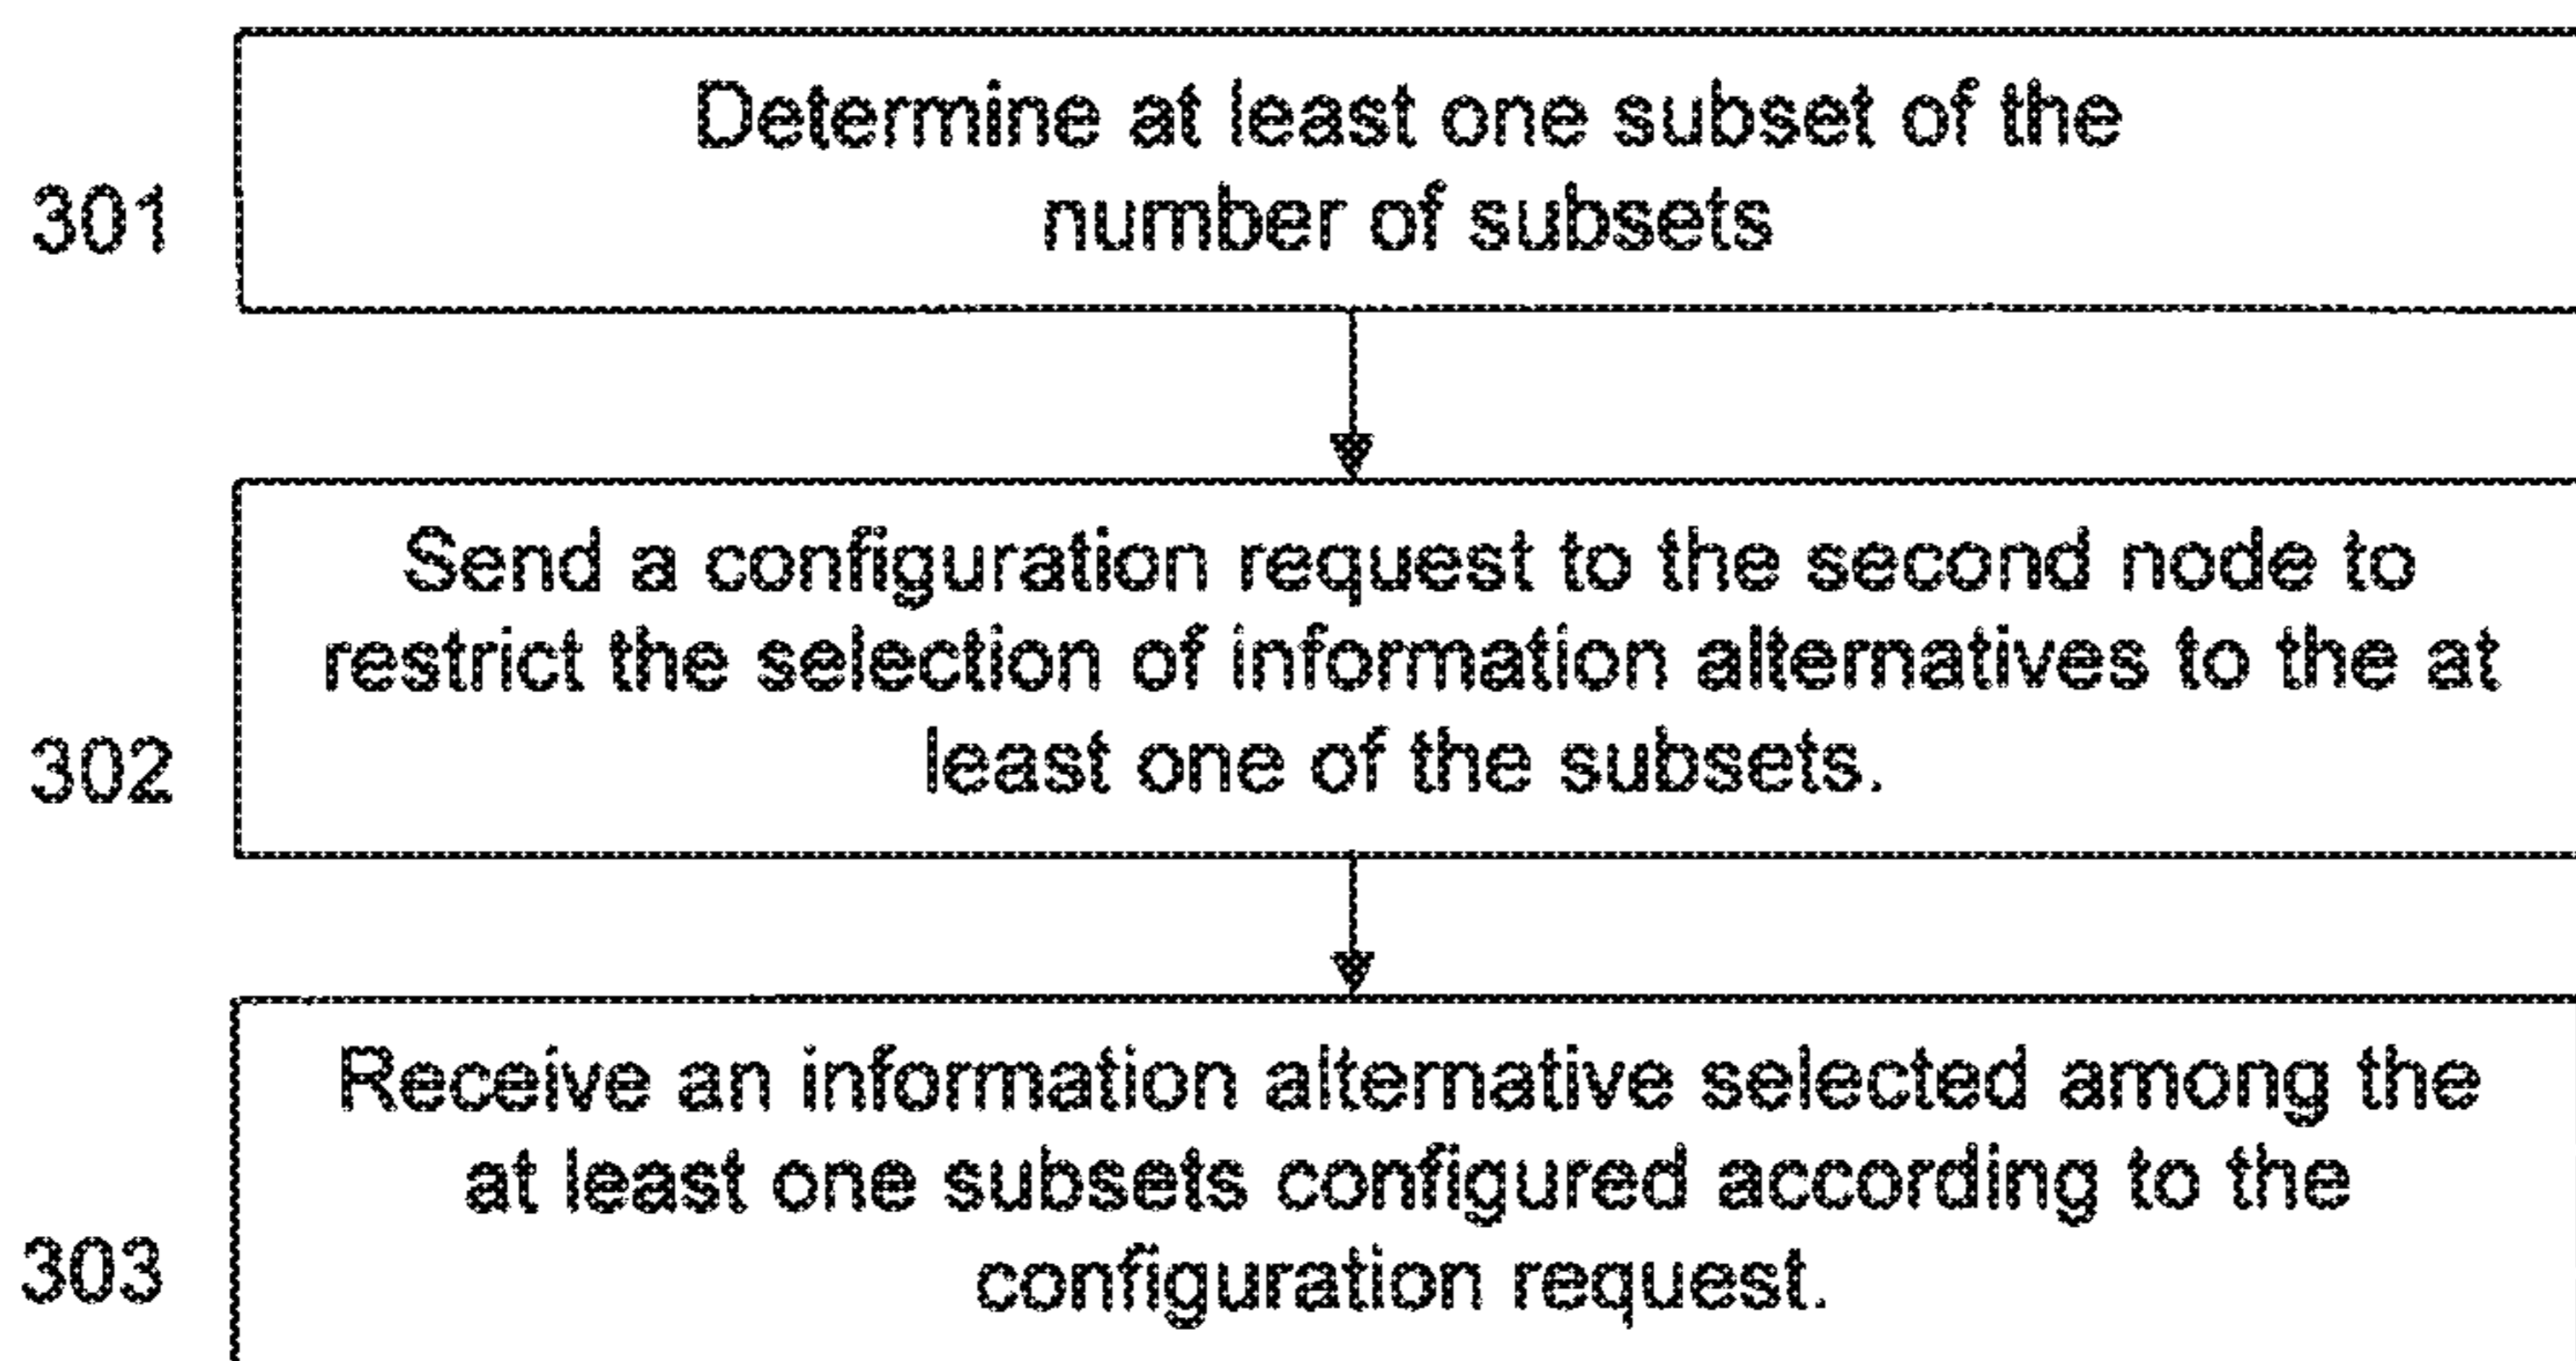 Determine at least one subset of the
301
number of subsets
Send a configuration request to the second node to
restrict the selection of information alternatives to the at
302
least one of the subsets.
Receive an information alternative selected among the
at least one subsets configured according to the
303
configuration request.